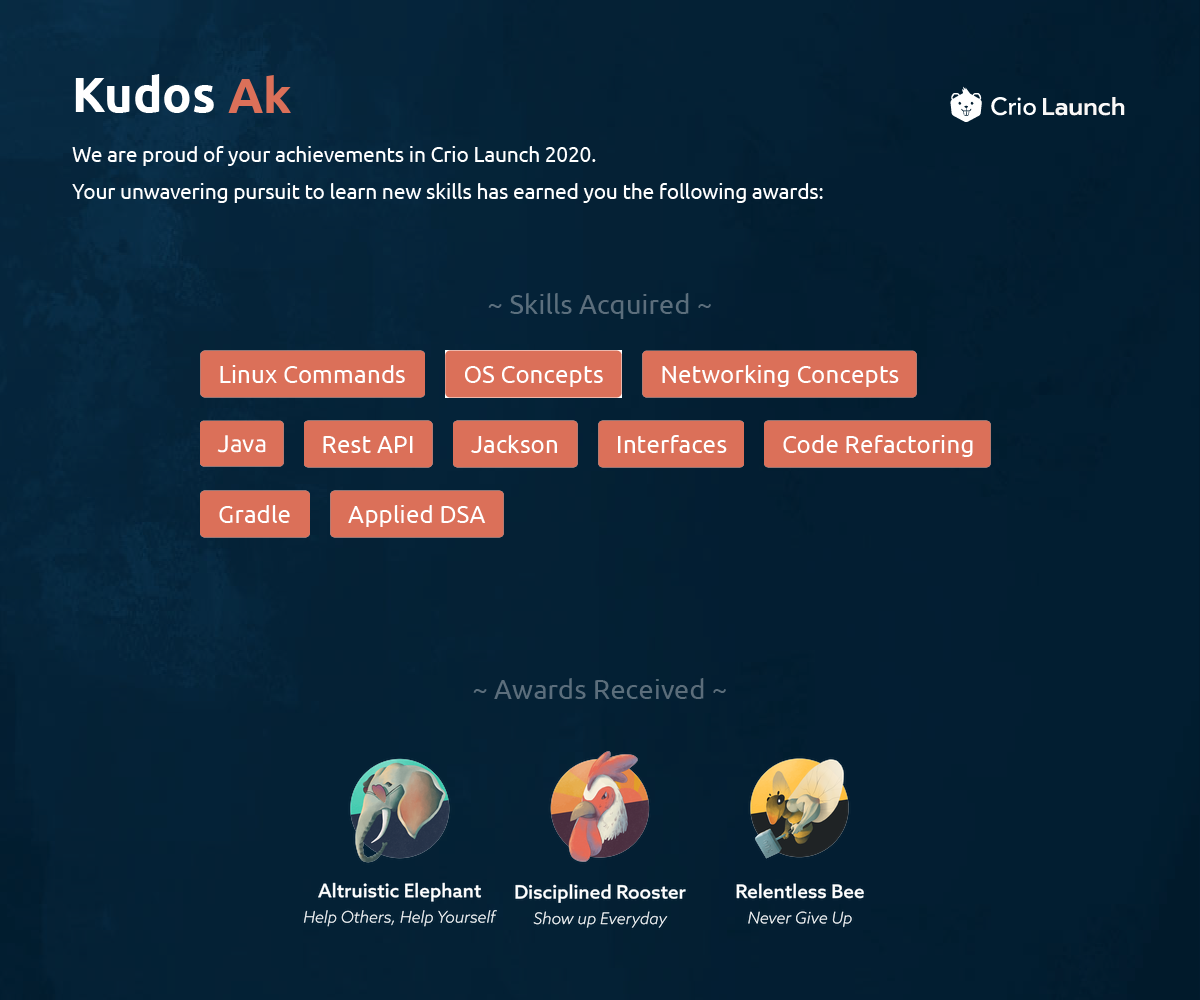 Kudos Ak
Crio Launch
We are proud of your achievements in Crio Launch 2020.
Your unwavering pursuit to learn new skills has earned you the following awards:
~ Skills Acquired ~
Linux Commands OS Concepts Networking Concepts
Java Rest API Jackson Interfaces Code Refactoring
Gradle Applied DSA
~ Awards Received ~
Altruistic Elephant Disciplined Rooster Relentless Bee
Help Others, Help Yourself Show up Everyday Never Give Up